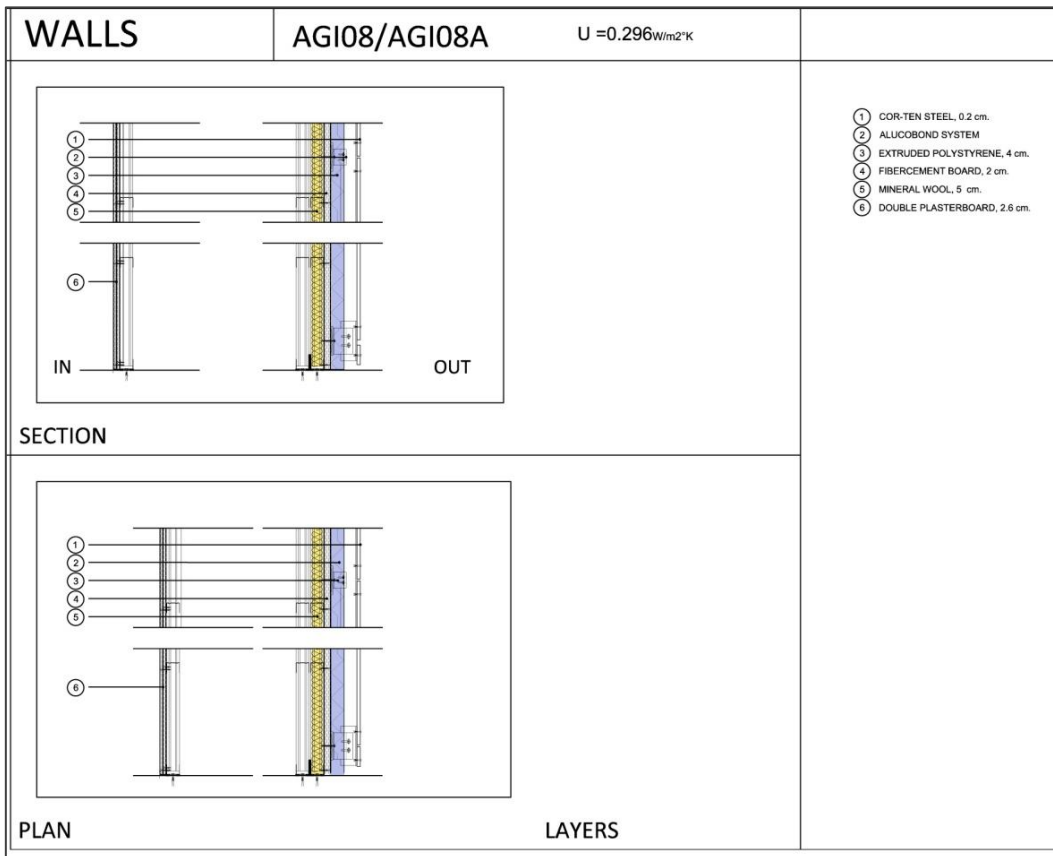 WALLS
AGI08/AGI08A
U =0.296W/m2°K
1 COR-TEN STEEL, 0.2 cm.
2 ALUCOBOND SYSTEM
3 EXTRUDED POLYSTYRENE, 4 cm.
4 FIBERCEMENT BOARD, 2 cm.
5 MINERAL WOOL, 5 cm.
6 DOUBLE PLASTERBOARD, 2.6 cm.
1
2
3
4
5
6
IN
OUT
SECTION
1
2
3
4
5
6
PLAN
LAYERS